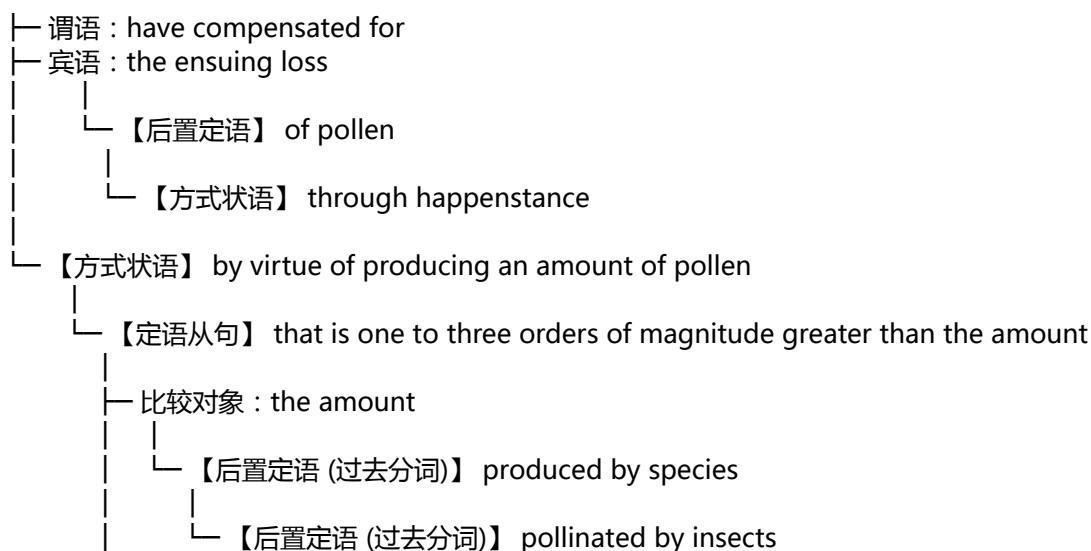 谓语：have compensated for
宾语：the ensuing loss
【后置定语】 of pollen
【方式状语】 through happenstance
【方式状语】 by virtue of producing an amount of pollen
【定语从句】 that is one to three orders of magnitude greater than the amount
比较对象：the amount
【后置定语 (过去分词)】 produced by species
【后置定语 (过去分词)】 pollinated by insects